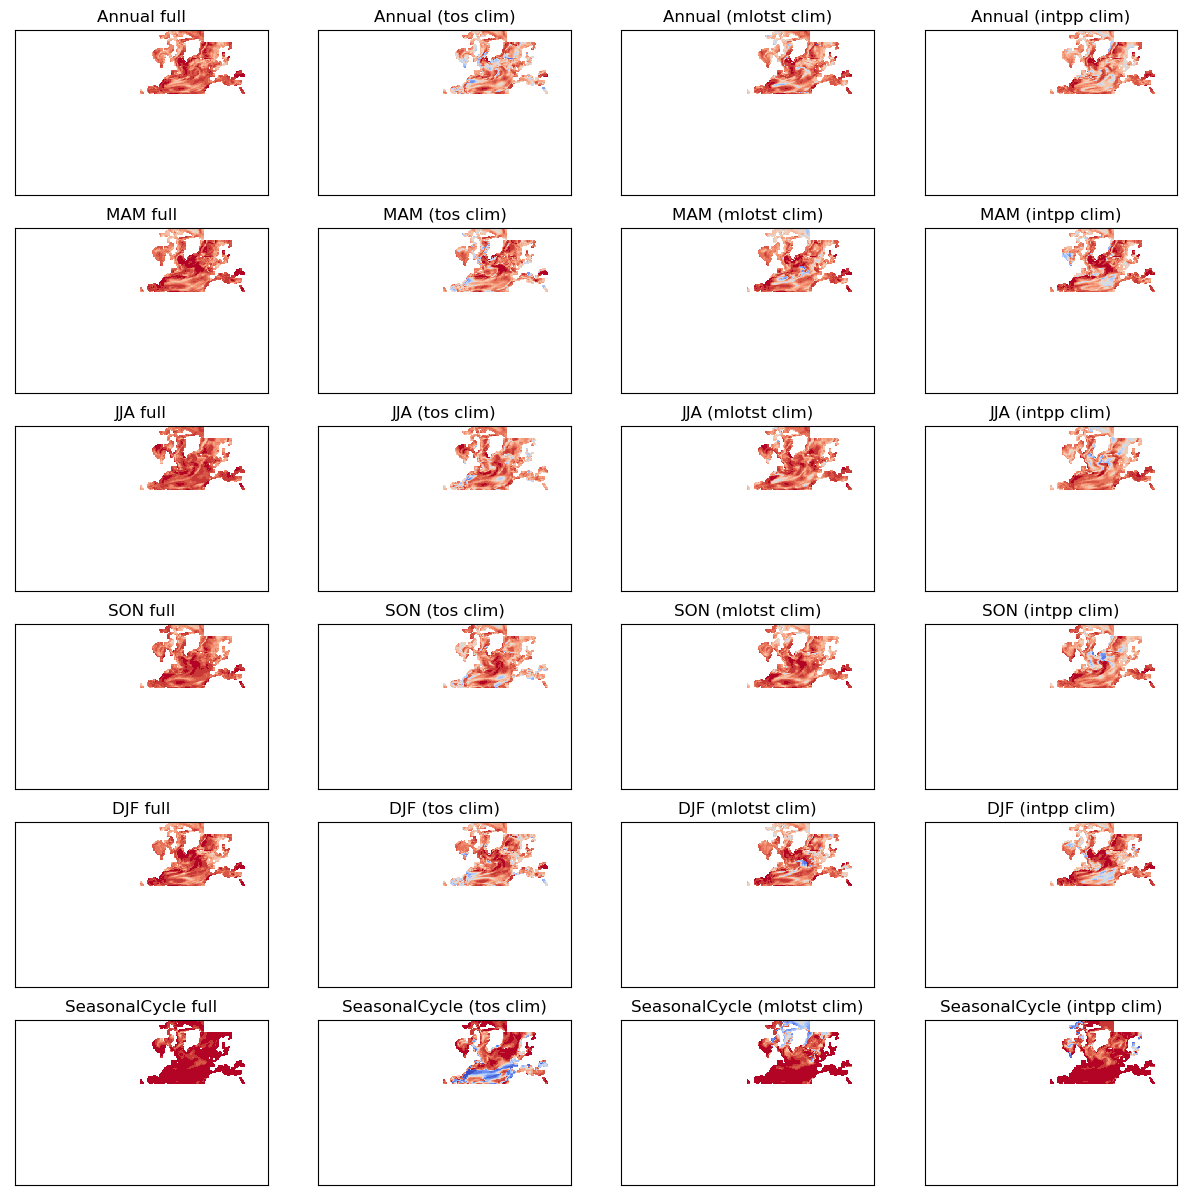 Annual full
Annual (tos clim)
Annual (mlotst clim)
Annual (intpp clim)
MAM full
MAM (tos clim)
MAM (mlotst clim)
MAM (intpp clim)
JJA full
JJA (tos clim)
JJA (mlotst clim)
JJA (intpp clim)
SON full
SON (tos clim)
SON (mlotst clim)
SON (intpp clim)
DJF full
DJF (tos clim)
DJF (mlotst clim)
DJF (intpp clim)
SeasonalCycle full
SeasonalCycle (tos clim)
SeasonalCycle (mlotst clim)
SeasonalCycle (intpp clim)